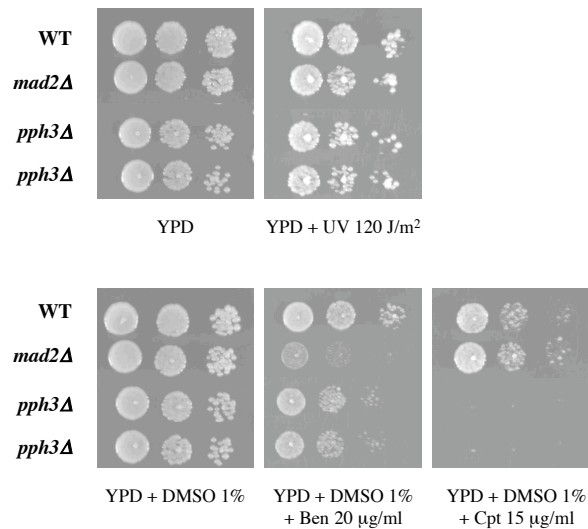 WT
mad2Δ
pph3Δ
pph3Δ
YPD
YPD + UV 120 J/m²
WT
mad2Δ
pph3Δ
pph3Δ
YPD + DMSO 1%
YPD + DMSO 1%
+ Ben 20 µg/ml
YPD + DMSO 1%
+ Cpt 15 µg/ml